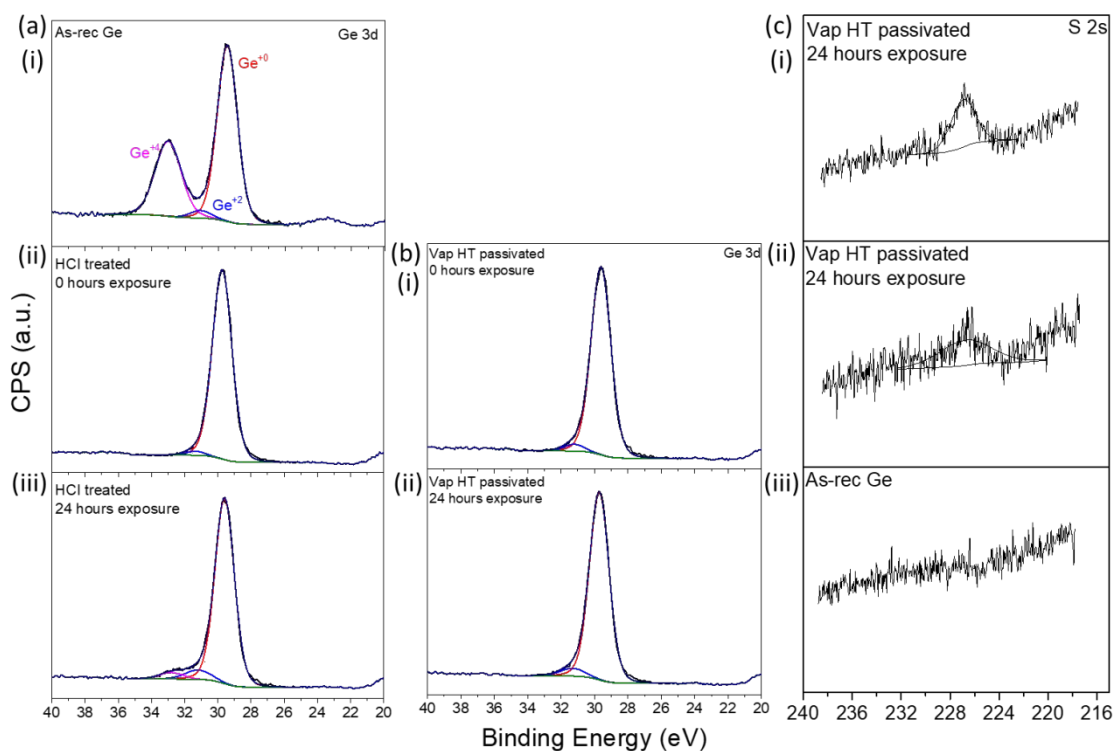 (a)
As-rec Ge
Ge 3d
(i)
Ge+0
Ge+4
Ge+2
(ii)
HCl treated
0 hours exposure
(iii)
HCl treated
24 hours exposure
40 38 36 34 32 30 28 26 24 22 20
(b)
Vap HT passivated
0 hours exposure
Ge 3d
(i)
(ii)
Vap HT passivated
24 hours exposure
40 38 36 34 32 30 28 26 24 22 20
(c)
Vap HT passivated
24 hours exposure
S 2s
(i)
(ii)
Vap HT passivated
24 hours exposure
(iii)
As-rec Ge
240 236 232 228 224 220 216
CPS (a.u.)
Binding Energy (eV)